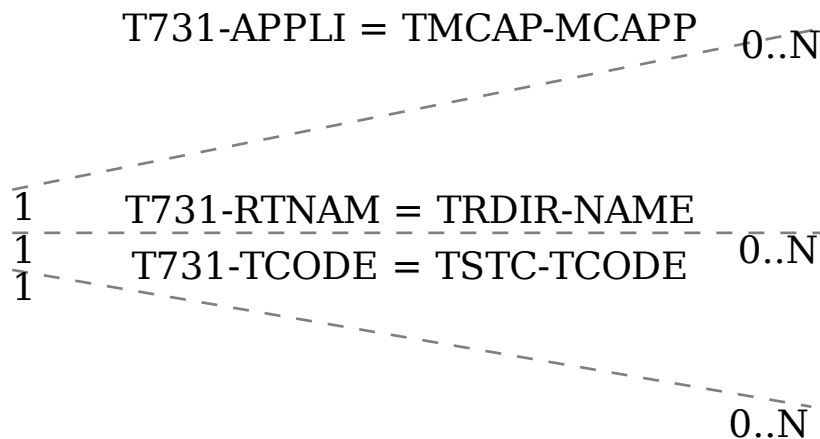 T731-APPLI = TMCAP-MCAPP
0..N
1
T731-RTNAM = TRDIR-NAME
1
0..N
T731-TCODE = TSTC-TCODE
1
0..N